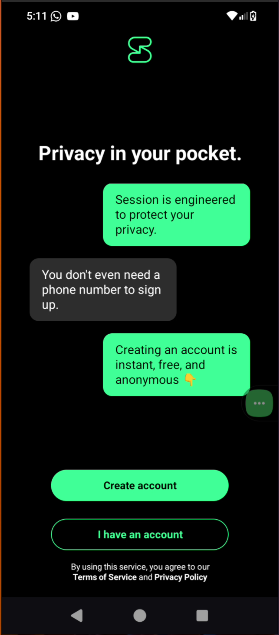 5:11
Privacy in your pocket.
Session is engineered
to protect your
privacy.
You don't even need a
phone number to sign
up.
Creating an account is
instant, free, and
anonymous 👇
Create account
I have an account
By using this service, you agree to our
Terms of Service and Privacy Policy